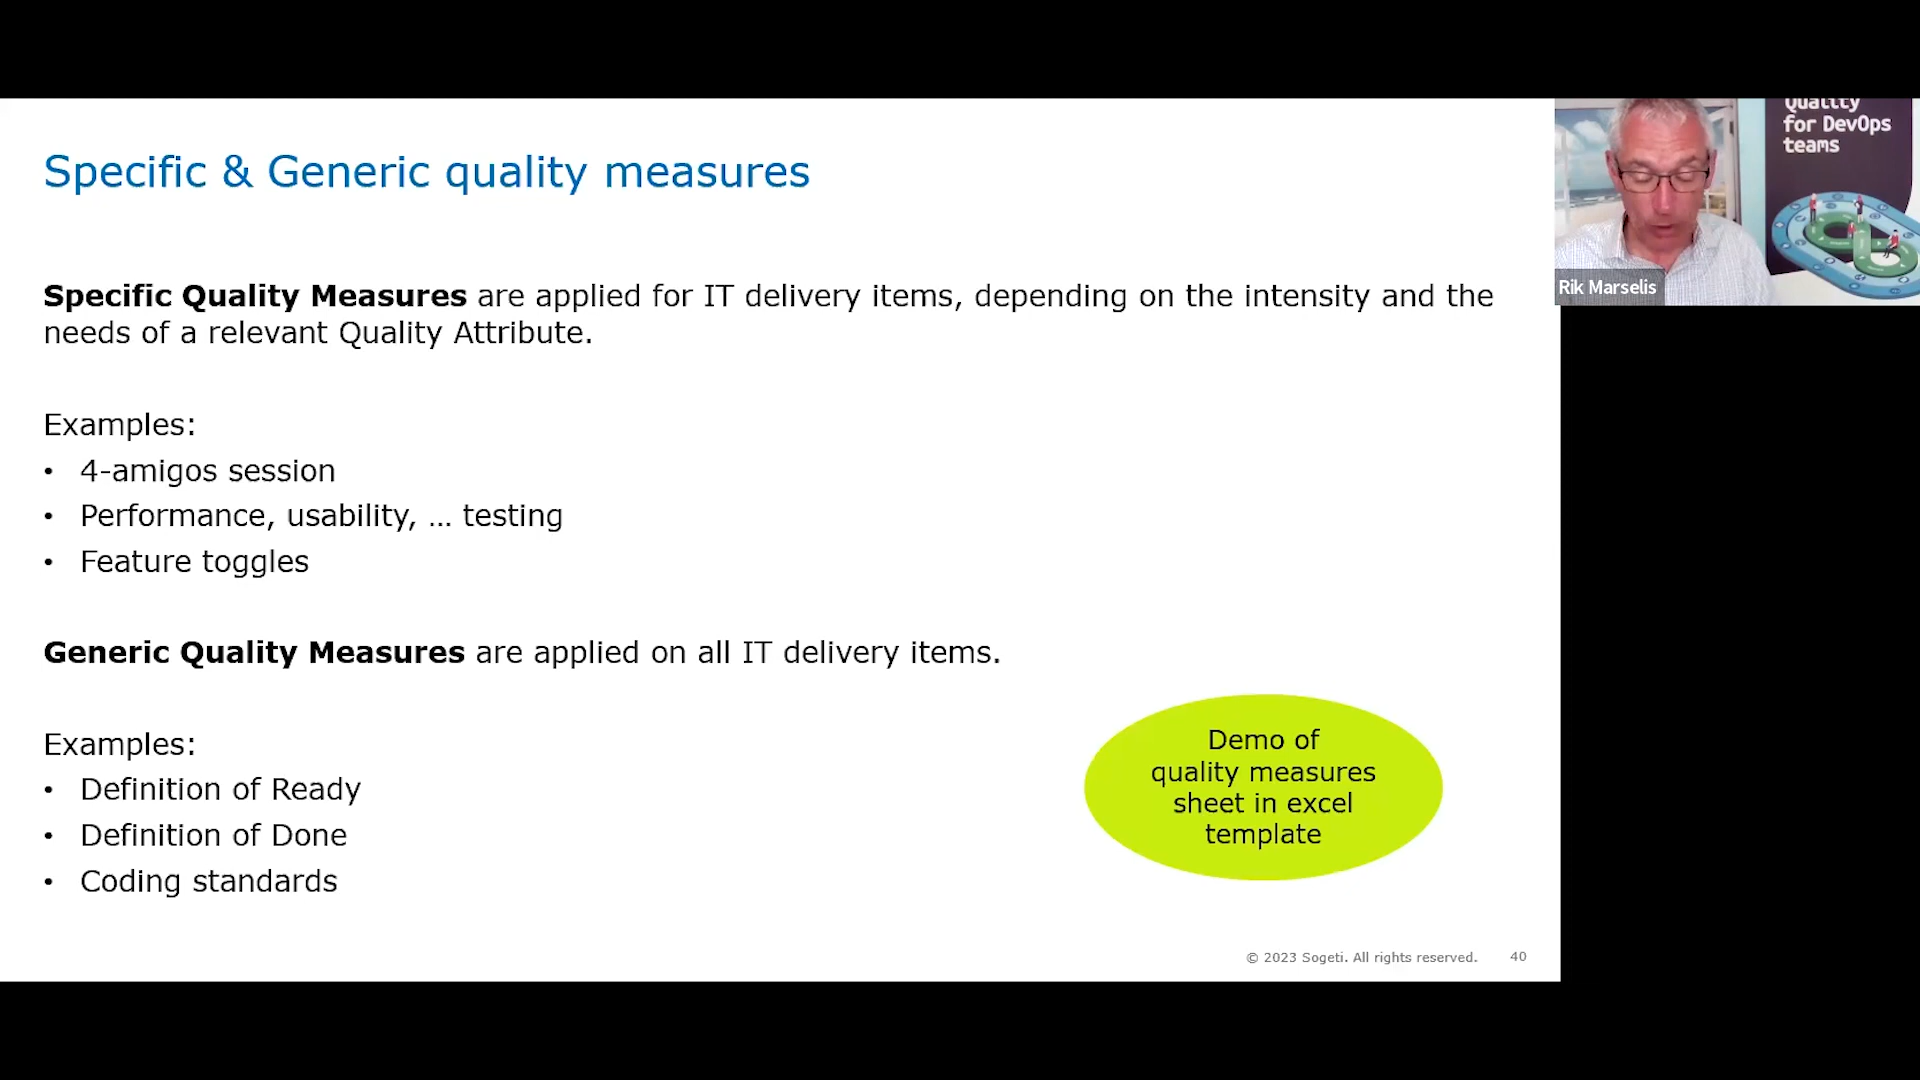 Specific & Generic quality measures
Specific Quality Measures are applied for IT delivery items, depending on the intensity and the
needs of a relevant Quality Attribute.
Examples:
• 4-amigos session
• Performance, usability, … testing
• Feature toggles
Generic Quality Measures are applied on all IT delivery items.
Examples:
• Definition of Ready
• Definition of Done
• Coding standards
Demo of
quality measures
sheet in excel
template
© 2023 Sogeti. All rights reserved. 40
Quality
for DevOps
teams
Rik Marselis